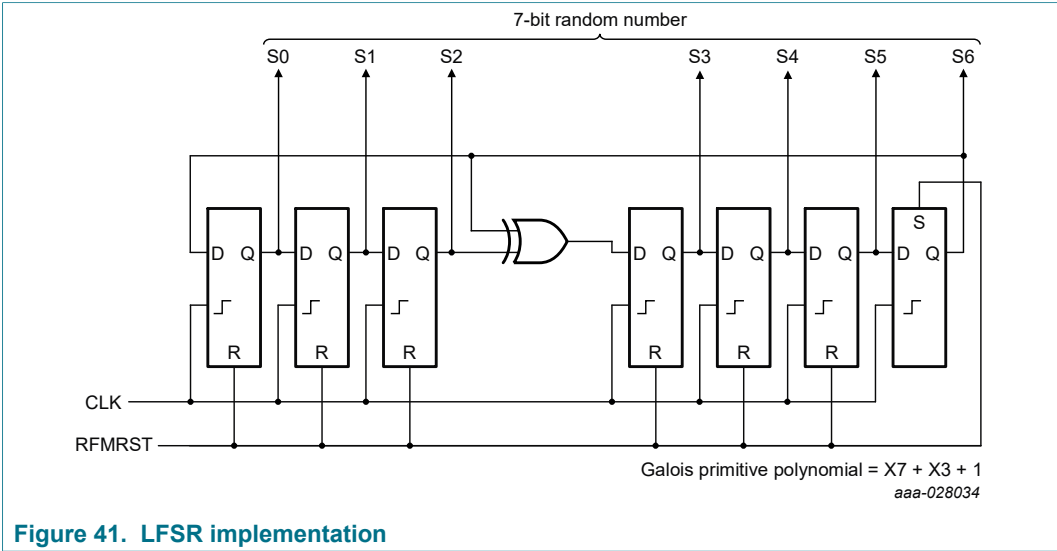 7-bit random number
S0 S1 S2 S3 S4 S5 S6
S
D Q D Q D Q D Q D Q D Q D Q
R R R R R R
CLK
RFMRST
Galois primitive polynomial = X7 + X3 + 1
aaa-028034
Figure 41. LFSR implementation